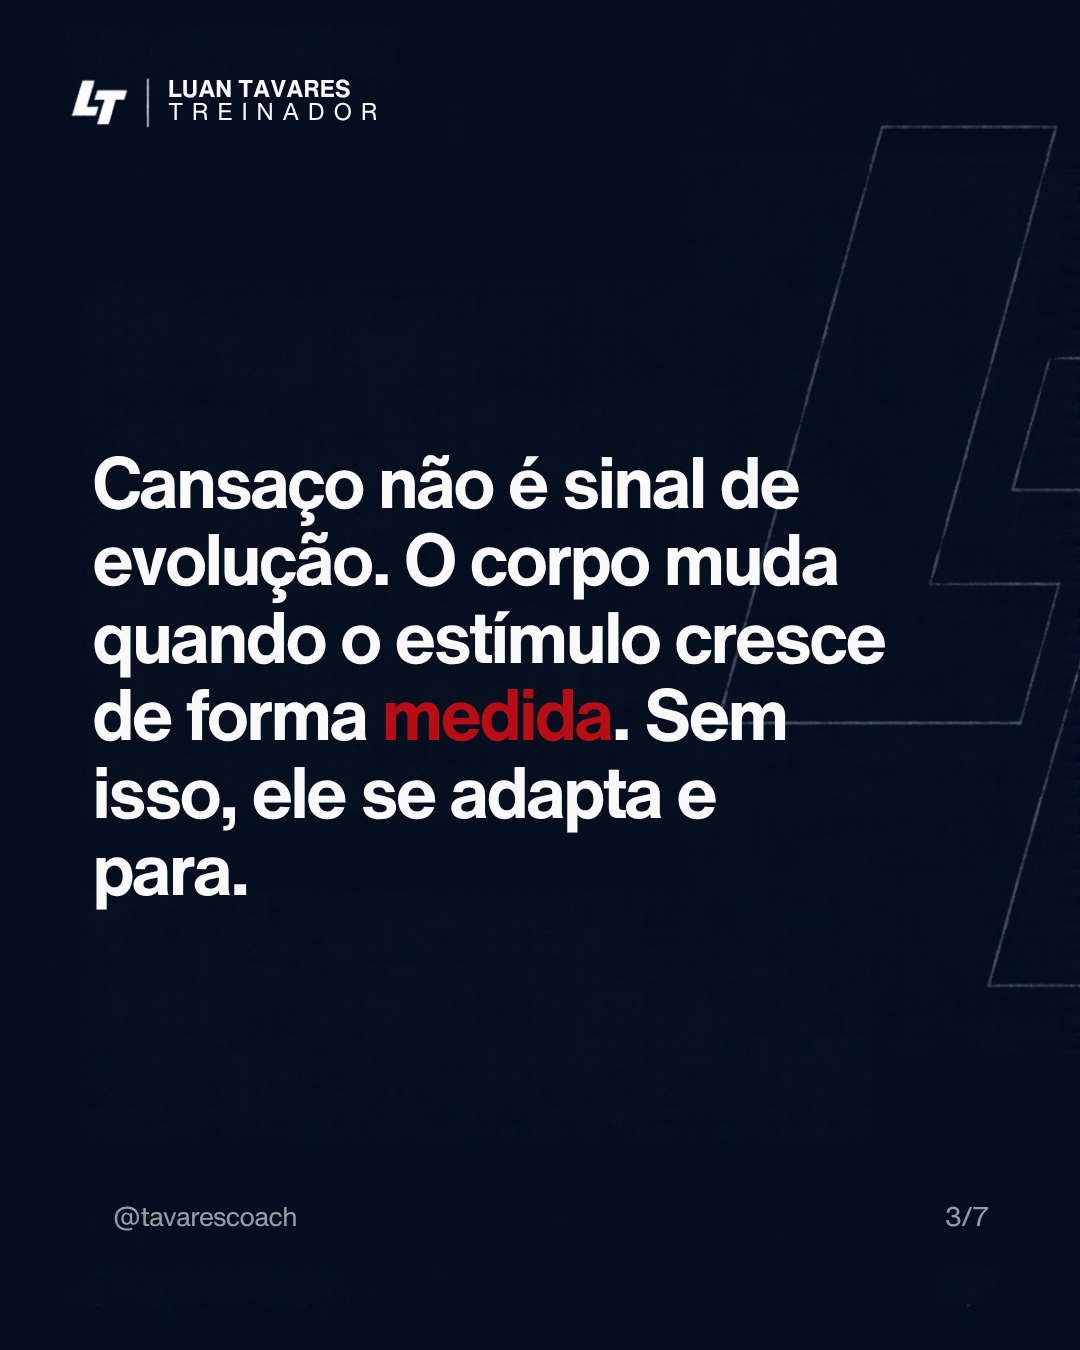 LT
LUAN TAVARES
TREINADOR
Cansaço não é sinal de
evolução. O corpo muda
quando o estímulo cresce
de forma medida. Sem
isso, ele se adapta e
para.
@tavarescoach
3/7